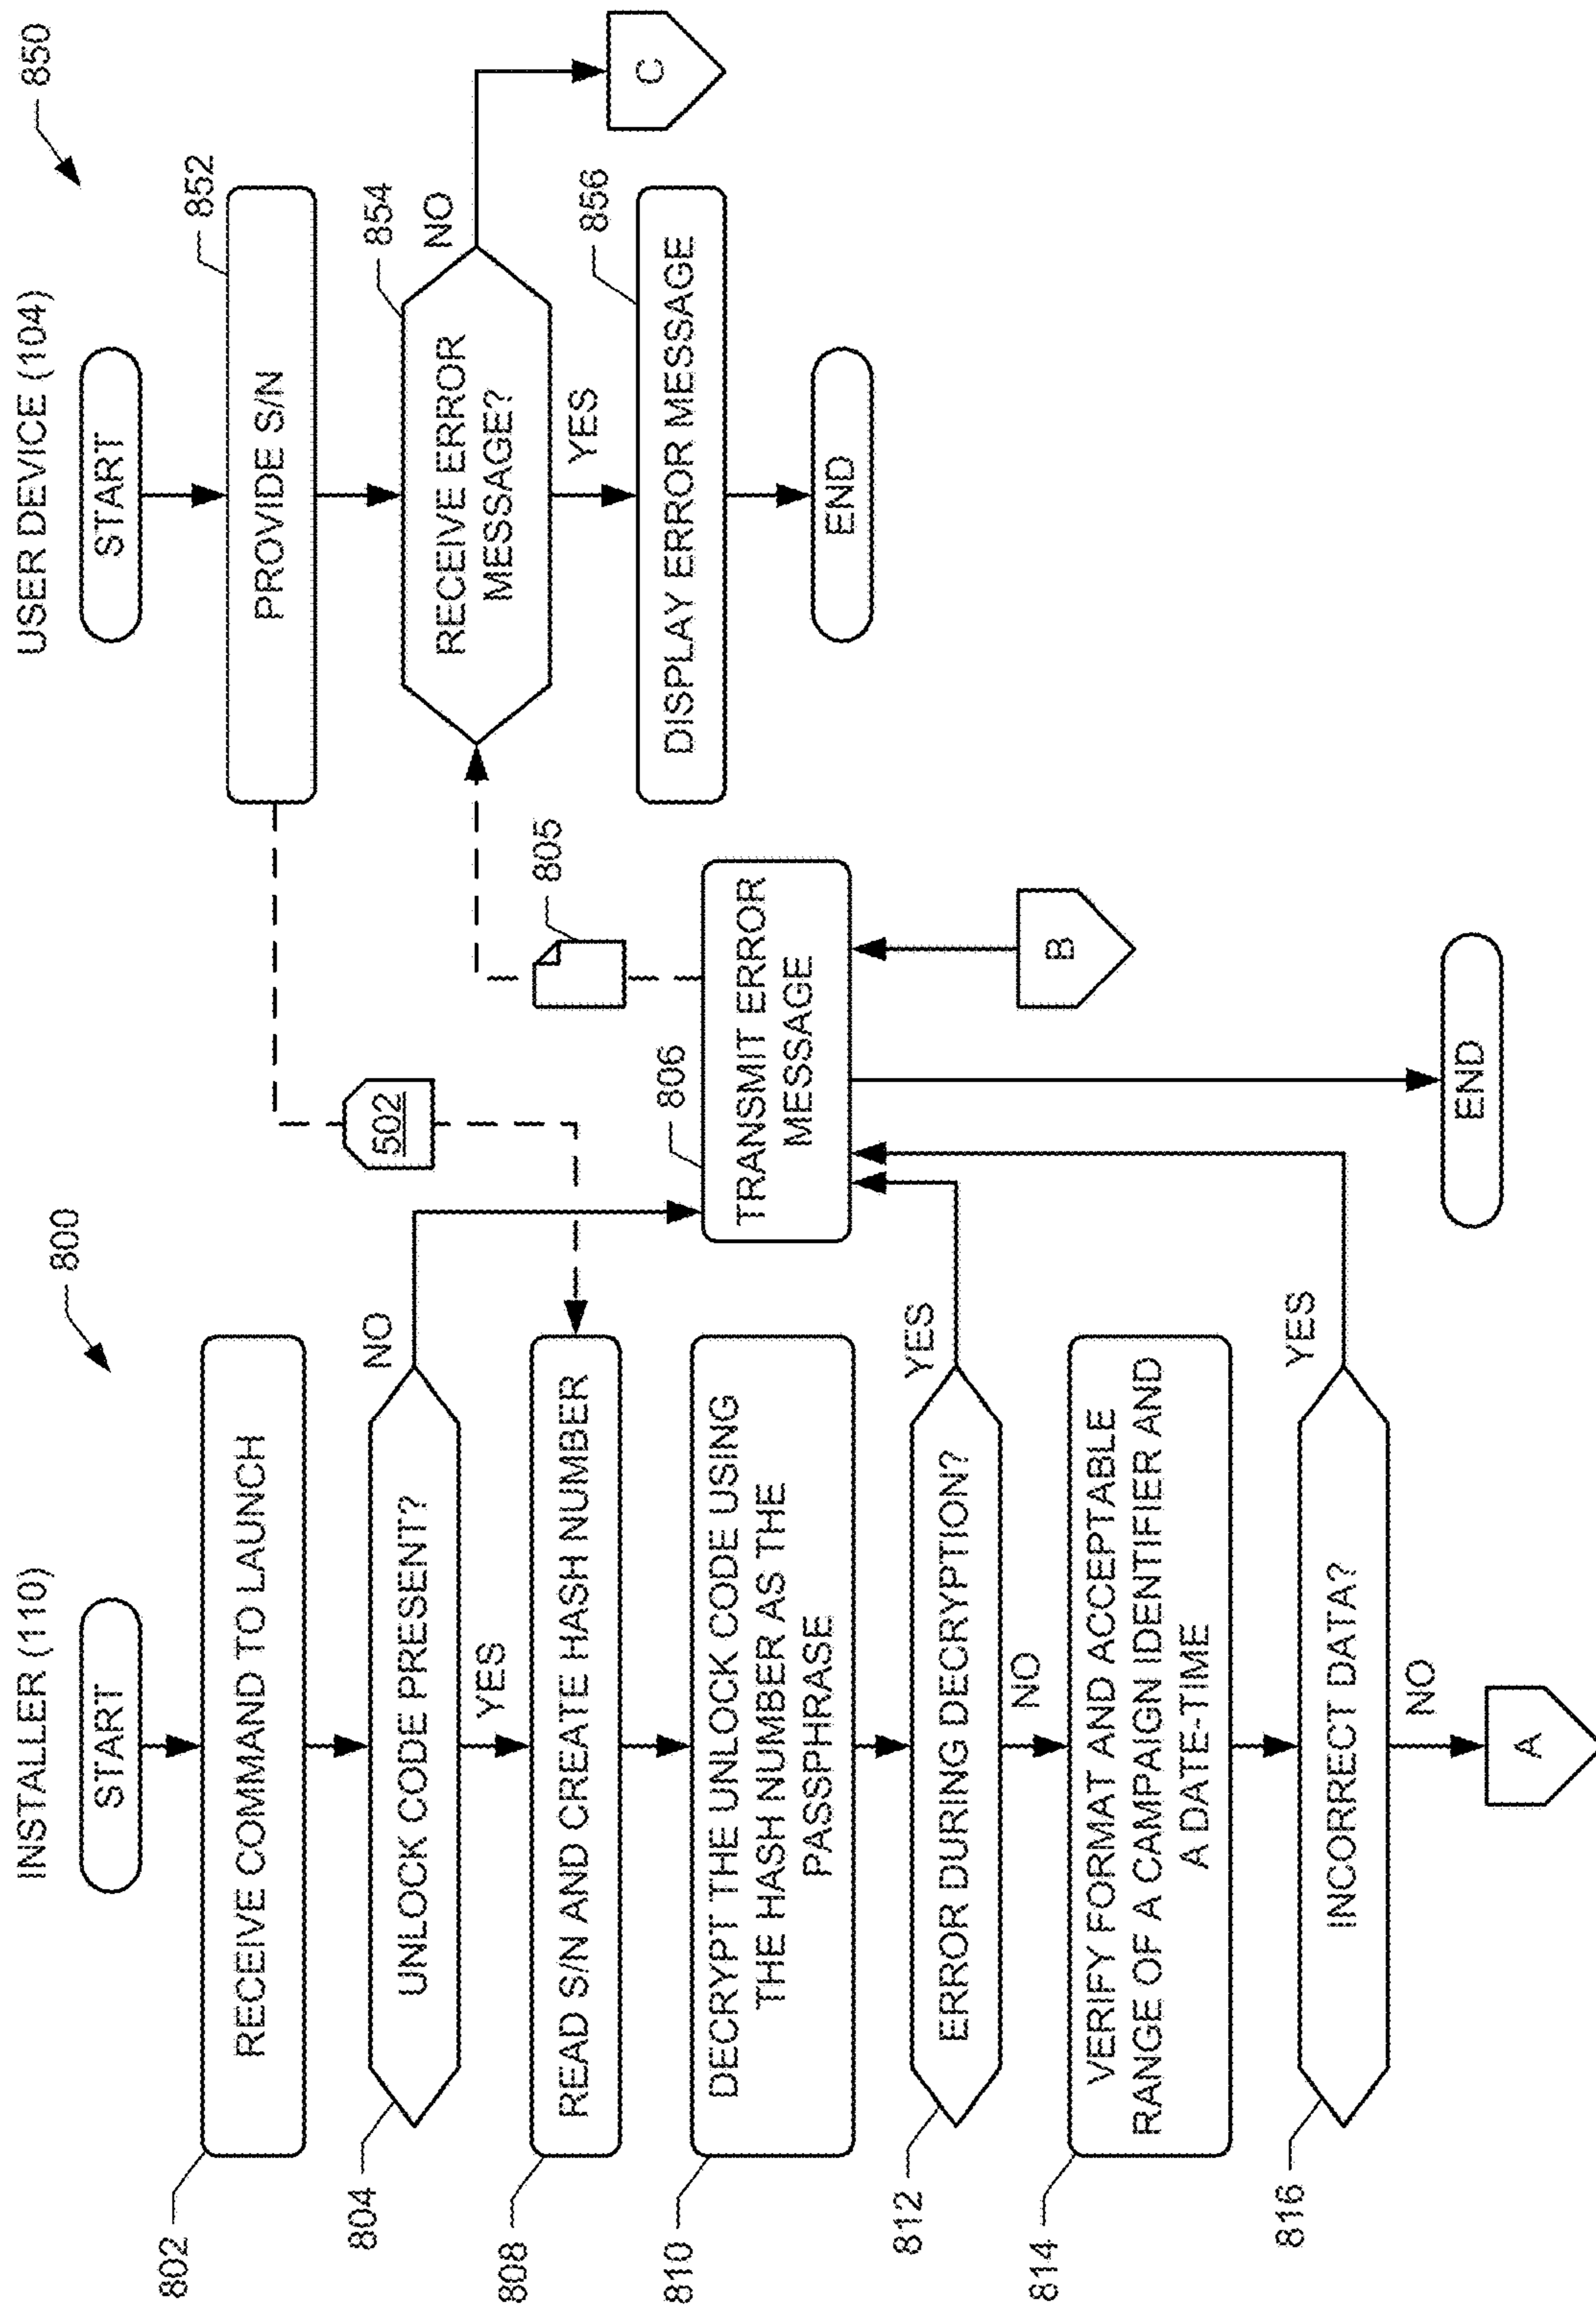 INSTALLER (110)
800
START
802
RECEIVE COMMAND TO LAUNCH
804
UNLOCK CODE PRESENT?
NO
YES
808
READ S/N AND CREATE HASH NUMBER
810
DECRYPT THE UNLOCK CODE USING
THE HASH NUMBER AS THE
PASSPHRASE
812
ERROR DURING DECRYPTION?
YES
NO
814
VERIFY FORMAT AND ACCEPTABLE
RANGE OF A CAMPAIGN IDENTIFIER AND
A DATE-TIME
816
INCORRECT DATA?
YES
NO
A
502
805
806
TRANSMIT ERROR
MESSAGE
B
END
USER DEVICE (104)
850
START
852
PROVIDE S/N
854
RECEIVE ERROR
MESSAGE?
NO
YES
C
856
DISPLAY ERROR MESSAGE
END